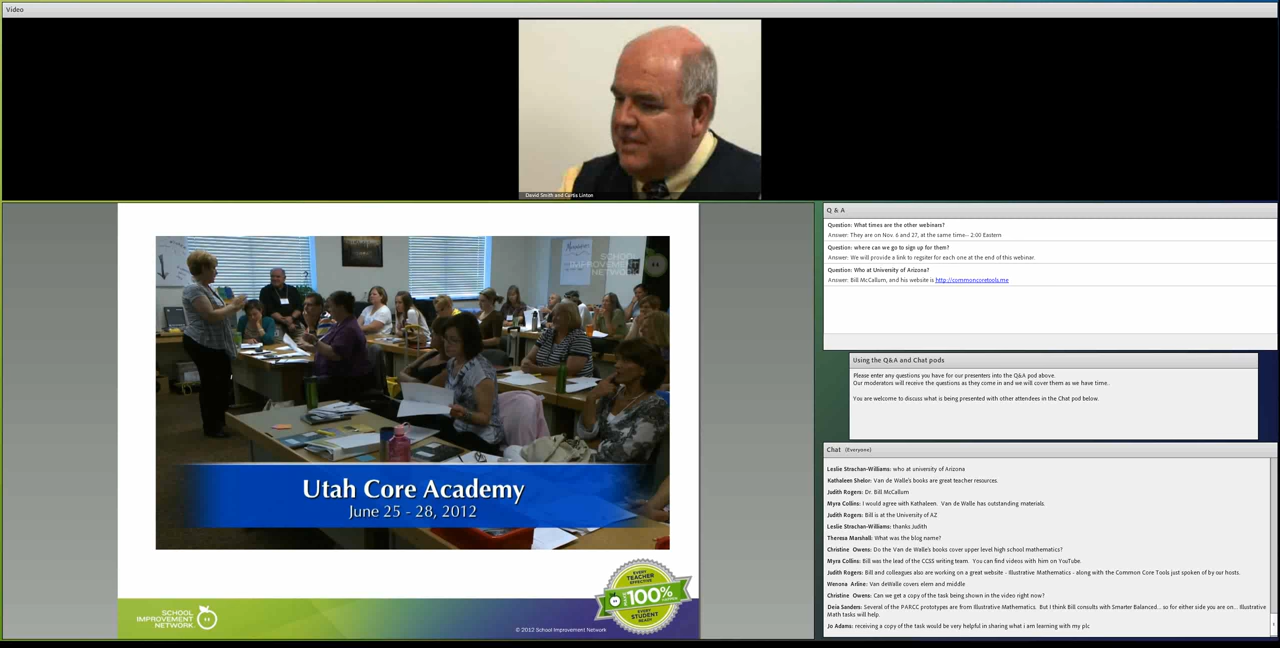 Video
David Smith and Curtis Linton
SCHOOL
IMPROVEMENT
NETWORK
Utah Core Academy
June 25 - 28, 2012
SCHOOL
IMPROVEMENT
NETWORK
EVERY
TEACHER
EFFECTIVE,
100%
EVERY
STUDENT
READY
© 2012 School Improvement Network
Q & A
Question: What times are the other webinars?
Answer: They are on Nov. 6 and 27, at the same time-- 2:00 Eastern
Question: where can we go to sign up for them?
Answer: We will provide a link to register for each one at the end of this webinar.
Question: Who at University of Arizona?
Answer: Bill McCallum, and his website is http://commoncoretools.me
Using the Q&A and Chat pods
Please enter any questions you have for our presenters into the Q&A pod above.
Our moderators will receive the questions as they come in and we will cover them as we have time..
You are welcome to discuss what is being presented with other attendees in the Chat pod below.
Chat (Everyone)
Leslie Strachan-Williams: who at university of Arizona
Kathaleen Shelor: Van de Walle's books are great teacher resources.
Judith Rogers: Dr. Bill McCallum
Myra Collins: I would agree with Kathaleen. Van de Walle has outstanding materials.
Judith Rogers: Bill is at the University of AZ
Leslie Strachan-Williams: thanks Judith
Theresa Marshall: What was the blog name?
Christine Owens: Do the Van de Walle's books cover upper level high school mathematics?
Myra Collins: Bill was the lead of the CCSS writing team. You can find videos with him on YouTube.
Judith Rogers: Bill and colleagues also are working on a great website - Illustrative Mathematics - along with the Common Core Tools just spoken of by our hosts.
Wenona Arline: Van deWalle covers elem and middle
Christine Owens: Can we get a copy of the task being shown in the video right now?
Deia Sanders: Several of the PARCC prototypes are from Illustrative Mathematics. But I think Bill consults with Smarter Balanced... so for either side you are on... Illustrative
Math tasks will help.
Jo Adams: receiving a copy of the task would be very helpful in sharing what i am learning with my plc